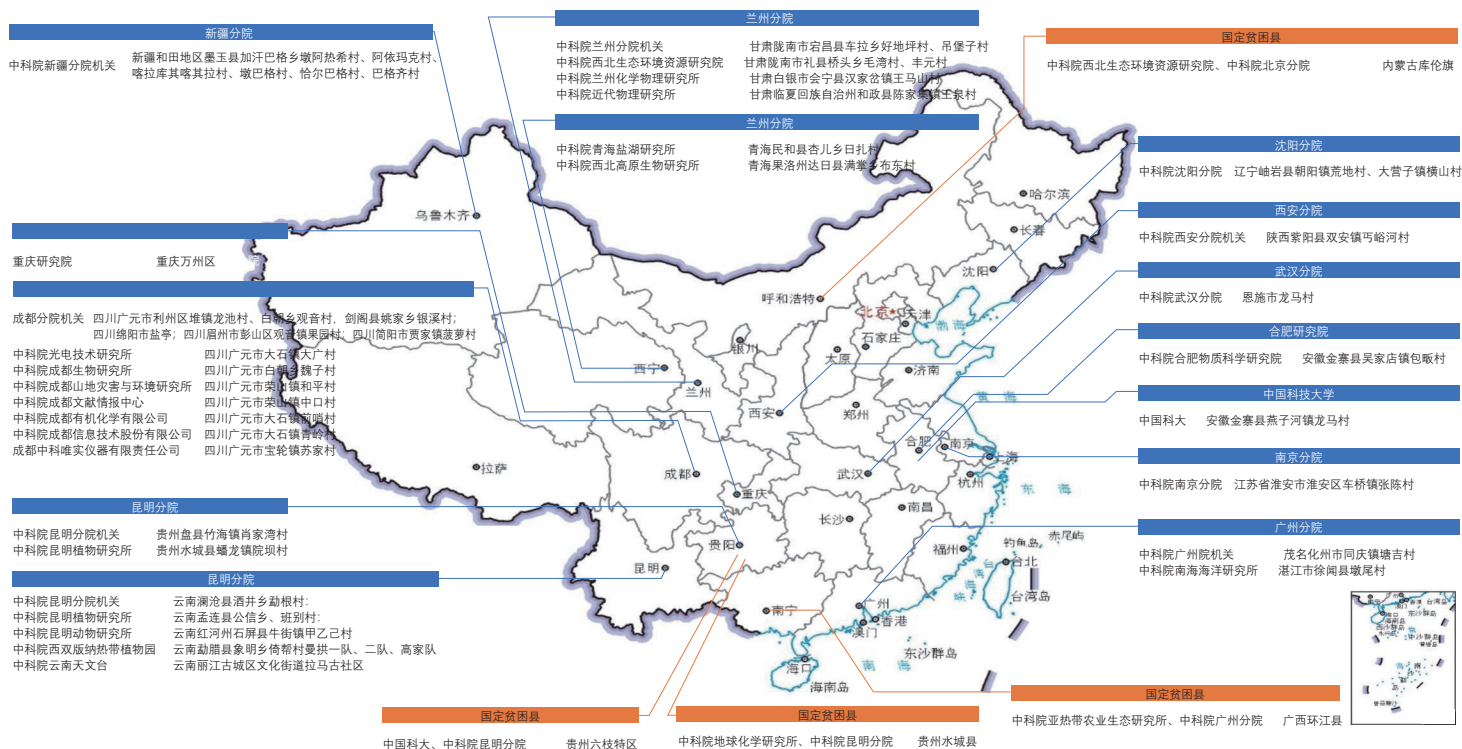 新疆分院
中科院新疆分院机关 新疆和田地区墨玉县加汗巴格乡墩阿热希村、阿依玛克村、
喀拉库其喀其拉村、墩巴格村、恰尔巴格村、巴格齐村
兰州分院
中科院兰州分院机关 甘肃陇南市宕昌县车拉乡好地坪村、吊堡子村
中科院西北生态环境资源研究院 甘肃陇南市礼县桥头乡毛湾村、丰元村
中科院兰州化学物理研究所 甘肃白银市会宁县汉家岔镇王马山村
中科院近代物理研究所 甘肃临夏回族自治州和政县陈家集镇王泉村
兰州分院
中科院青海盐湖研究所 青海民和县杏儿乡日扎村
中科院西北高原生物研究所 青海果洛州达日县满掌乡布东村
国定贫困县
中科院西北生态环境资源研究院、中科院北京分院 内蒙古库伦旗
沈阳分院
中科院沈阳分院 辽宁岫岩县朝阳镇荒地村、大营子镇横山村
西安分院
中科院西安分院机关 陕西紫阳县双安镇丐峪河村
武汉分院
中科院武汉分院 恩施市龙马村
合肥研究院
中科院合肥物质科学研究院 安徽金寨县吴家店镇包畈村
中国科技大学
中国科大 安徽金寨县燕子河镇龙马村
南京分院
中科院南京分院 江苏省淮安市淮安区车桥镇张陈村
广州分院
中科院广州院机关 茂名化州市同庆镇塘吉村
中科院南海海洋研究所 湛江市徐闻县墩尾村
重庆研究院 重庆万州区
成都分院机关 四川广元市利州区堆镇龙池村、白朝乡观音村，剑阁县姚家乡银溪村；
四川绵阳市盐亭；四川眉州市彭山区观音镇果园村；四川简阳市贾家镇菠萝村
中科院光电技术研究所 四川广元市大石镇大广村
中科院成都生物研究所 四川广元市白朝乡魏子村
中科院成都山地灾害与环境研究所 四川广元市荣山镇和平村
中科院成都文献情报中心 四川广元市荣山镇中口村
中科院成都有机化学有限公司 四川广元市大石镇前哨村
中科院成都信息技术股份有限公司 四川广元市大石镇青岭村
成都中科唯实仪器有限责任公司 四川广元市宝轮镇苏家村
昆明分院
中科院昆明分院机关 贵州盘县竹海镇肖家湾村
中科院昆明植物研究所 贵州水城县蟠龙镇院坝村
昆明分院
中科院昆明分院机关 云南澜沧县酒井乡勐根村:
中科院昆明植物研究所 云南孟连县公信乡、班别村:
中科院昆明动物研究所 云南红河州石屏县牛街镇甲乙己村
中科院西双版纳热带植物园 云南勐腊县象明乡倚帮村曼拱一队、二队、高家队
中科院云南天文台 云南丽江古城区文化街道拉马古社区
国定贫困县
中国科大、中科院昆明分院 贵州六枝特区
国定贫困县
中科院地球化学研究所、中科院昆明分院 贵州水城县
国定贫困县
中科院亚热带农业生态研究所、中科院广州分院 广西环江县
乌鲁木齐
哈尔滨
长春
沈阳
呼和浩特
北京
天津
渤海
石家庄
太原
银川
济南
西宁
兰州
西安
郑州
黄海
合肥
南京
上海
拉萨
成都
武汉
杭州
东海
重庆
南昌
长沙
贵阳
福州
钓鱼岛
赤尾屿
昆明
台北
台湾海峡
台湾岛
南宁
广州
香港
澳门
东沙群岛
南海
海口
海南岛